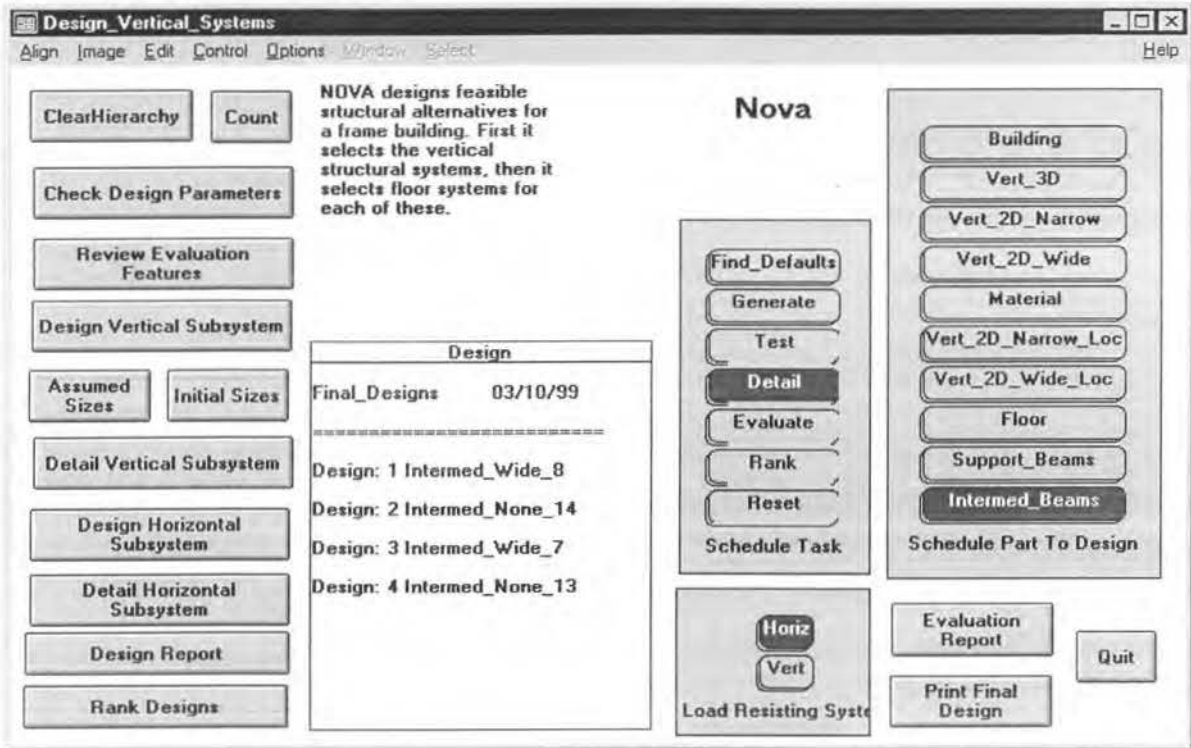 Design_Vertical_Systems
Align Image Edit Control Options Window Select Help
ClearHierarchy
Count
Check Design Parameters
Review Evaluation
Features
Design Vertical Subsystem
Assumed
Sizes
Initial Sizes
Detail Vertical Subsystem
Design Horizontal
Subsystem
Detail Horizontal
Subsystem
Design Report
Rank Designs
NOVA designs feasible
srtuctural alternatives for
a frame building. First it
selects the vertical
structural systems, then it
selects floor systems for
each of these.
Design
Final_Designs 03/10/99
==========================
Design: 1 Intermed_Wide_8
Design: 2 Intermed_None_14
Design: 3 Intermed_Wide_7
Design: 4 Intermed_None_13
Nova
Find_Defaults
Generate
Test
Detail
Evaluate
Rank
Reset
Schedule Task
Horiz
Vert
Load Resisting Syste
Building
Vert_3D
Vert_2D_Narrow
Vert_2D_Wide
Material
Vert_2D_Narrow_Loc
Vert_2D_Wide_Loc
Floor
Support_Beams
Intermed_Beams
Schedule Part To Design
Evaluation
Report
Quit
Print Final
Design